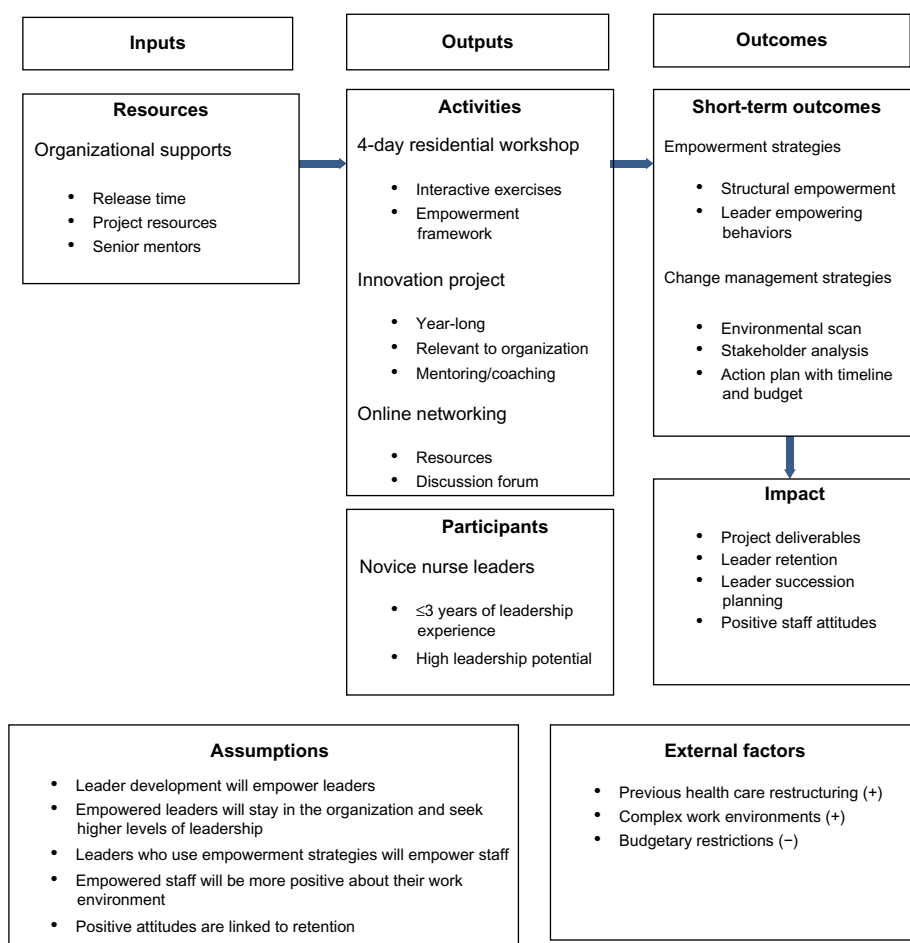 Inputs
Outputs
Outcomes
Resources
Organizational supports
• Release time
• Project resources
• Senior mentors
Activities
4-day residential workshop
• Interactive exercises
• Empowerment
framework
Innovation project
• Year-long
• Relevant to organization
• Mentoring/coaching
Online networking
• Resources
• Discussion forum
Participants
Novice nurse leaders
• ≤3 years of leadership
experience
• High leadership potential
Short-term outcomes
Empowerment strategies
• Structural empowerment
• Leader empowering
behaviors
Change management strategies
• Environmental scan
• Stakeholder analysis
• Action plan with timeline
and budget
Impact
• Project deliverables
• Leader retention
• Leader succession
planning
• Positive staff attitudes
Assumptions
• Leader development will empower leaders
• Empowered leaders will stay in the organization and seek
higher levels of leadership
• Leaders who use empowerment strategies will empower staff
• Empowered staff will be more positive about their work
environment
• Positive attitudes are linked to retention
External factors
• Previous health care restructuring (+)
• Complex work environments (+)
• Budgetary restrictions (−)